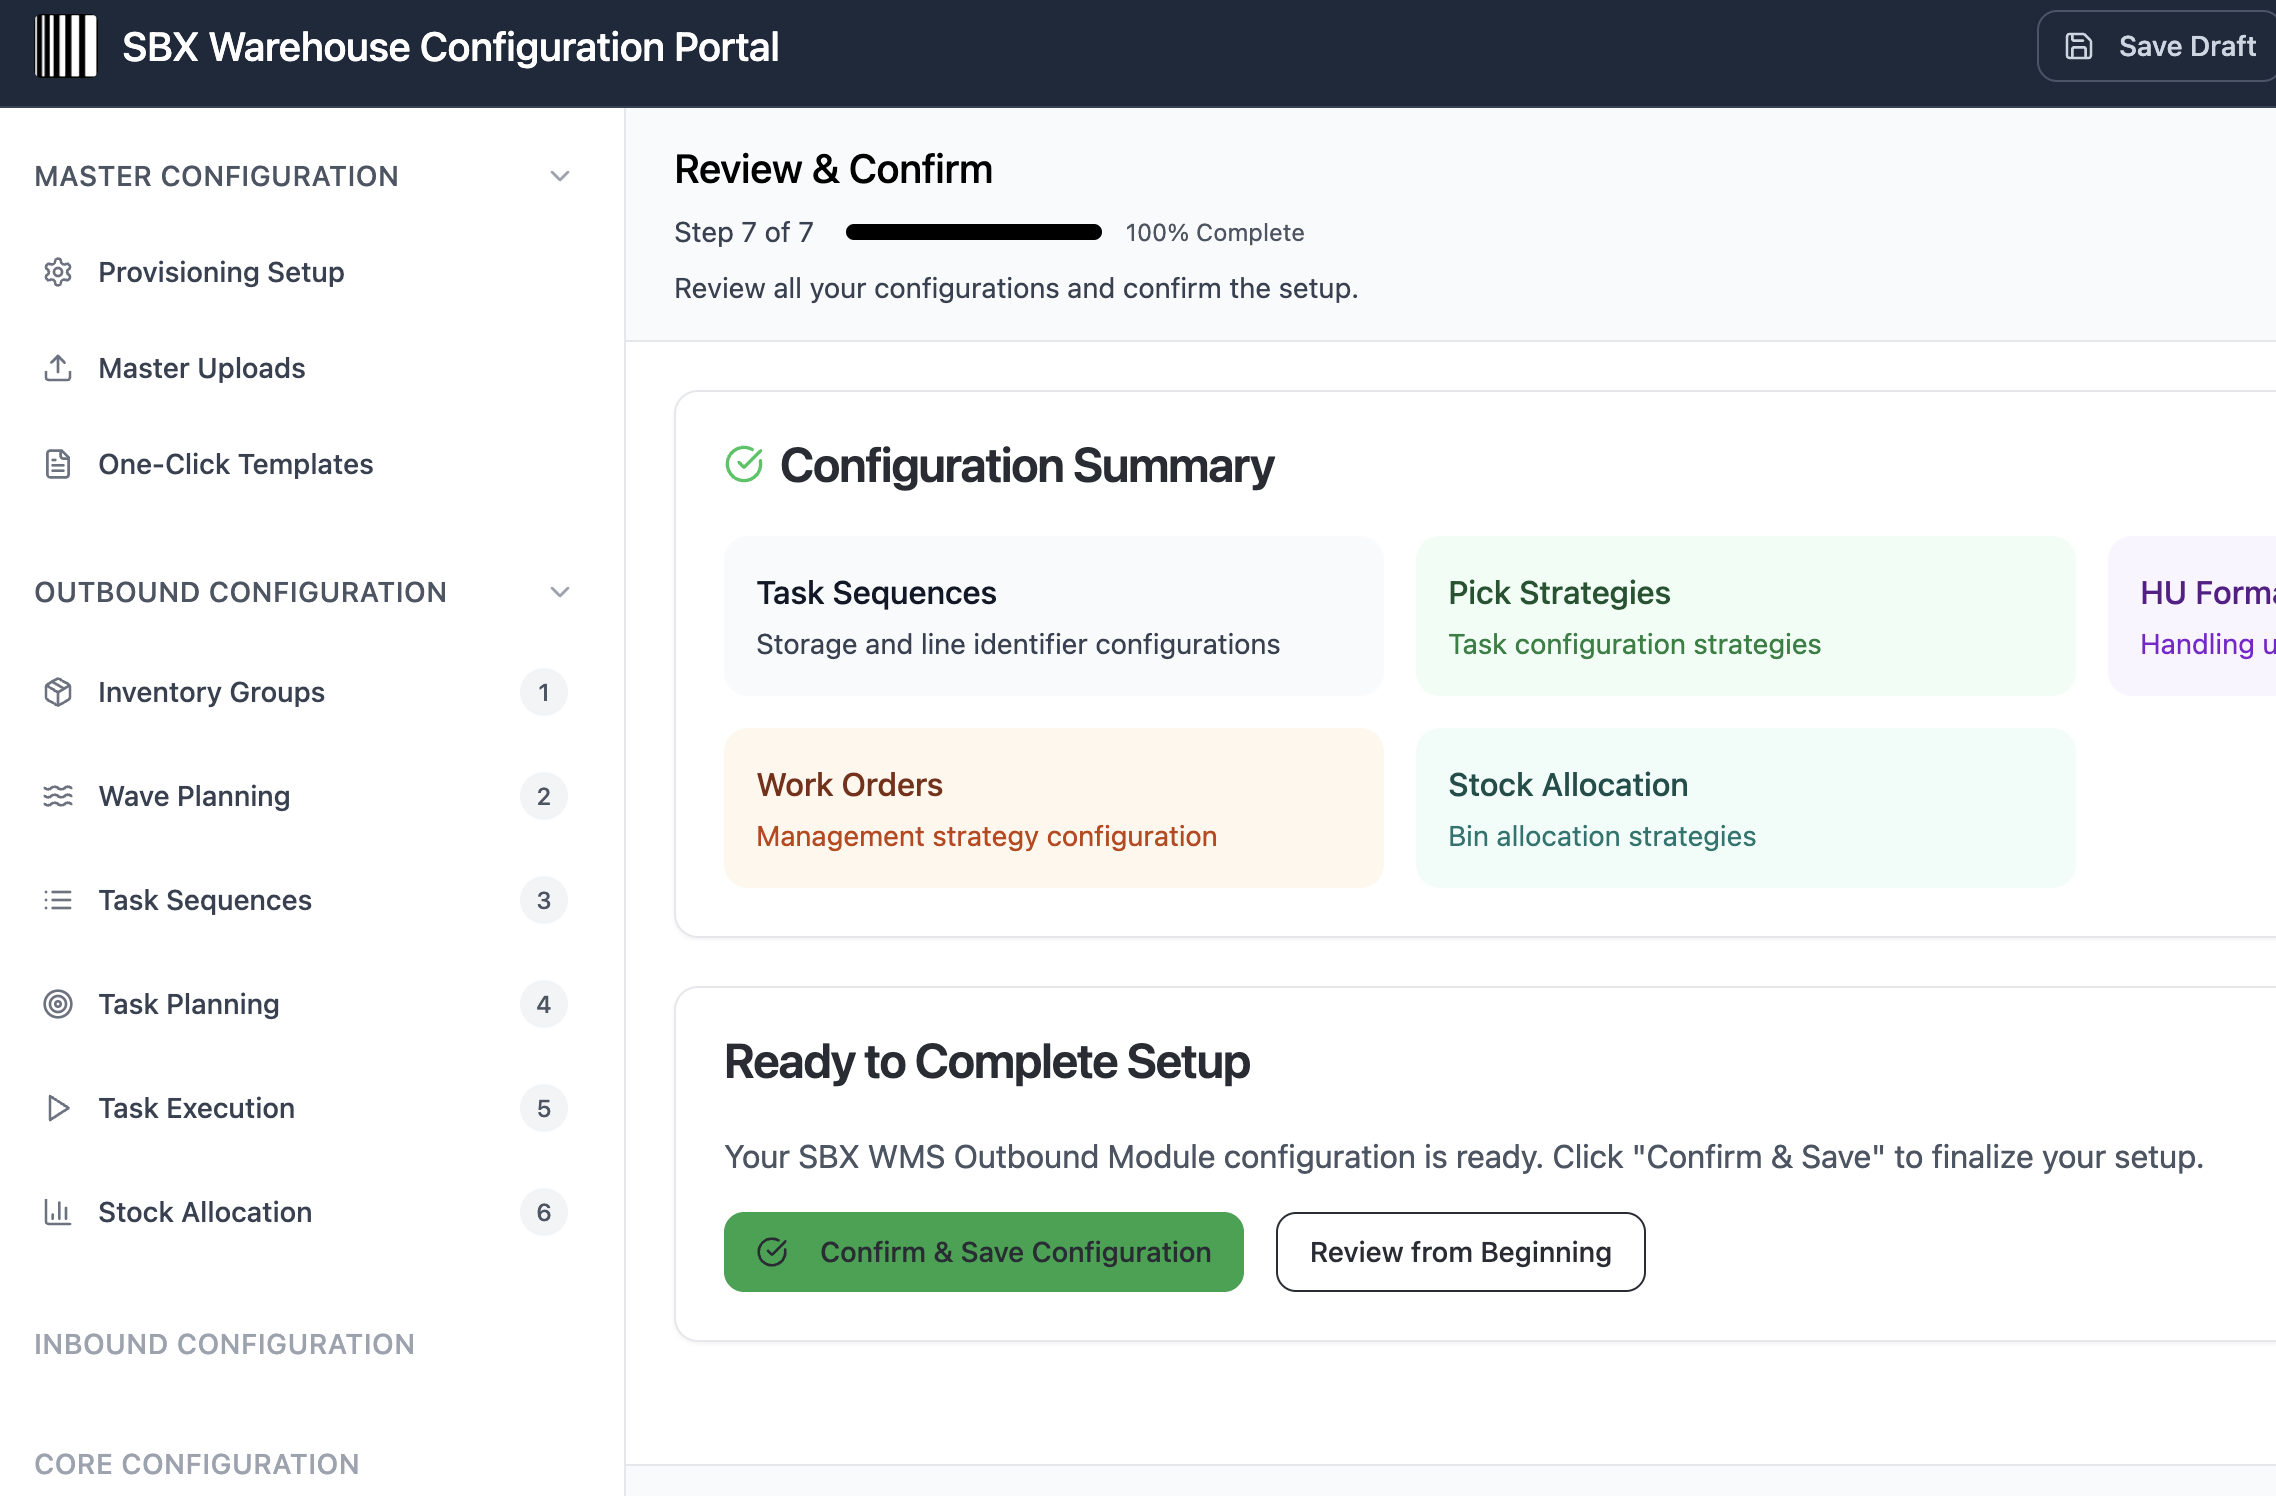 SBX Warehouse Configuration Portal
Save Draft
MASTER CONFIGURATION
Provisioning Setup
Master Uploads
One-Click Templates
OUTBOUND CONFIGURATION
Inventory Groups 1
Wave Planning 2
Task Sequences 3
Task Planning 4
Task Execution 5
Stock Allocation 6
INBOUND CONFIGURATION
CORE CONFIGURATION
Review & Confirm
Step 7 of 7 100% Complete
Review all your configurations and confirm the setup.
Configuration Summary
Task Sequences
Storage and line identifier configurations
Pick Strategies
Task configuration strategies
HU
Handling
Work Orders
Management strategy configuration
Stock Allocation
Bin allocation strategies
Ready to Complete Setup
Your SBX WMS Outbound Module configuration is ready. Click "Confirm & Save" to finalize your setup.
Confirm & Save Configuration
Review from Beginning